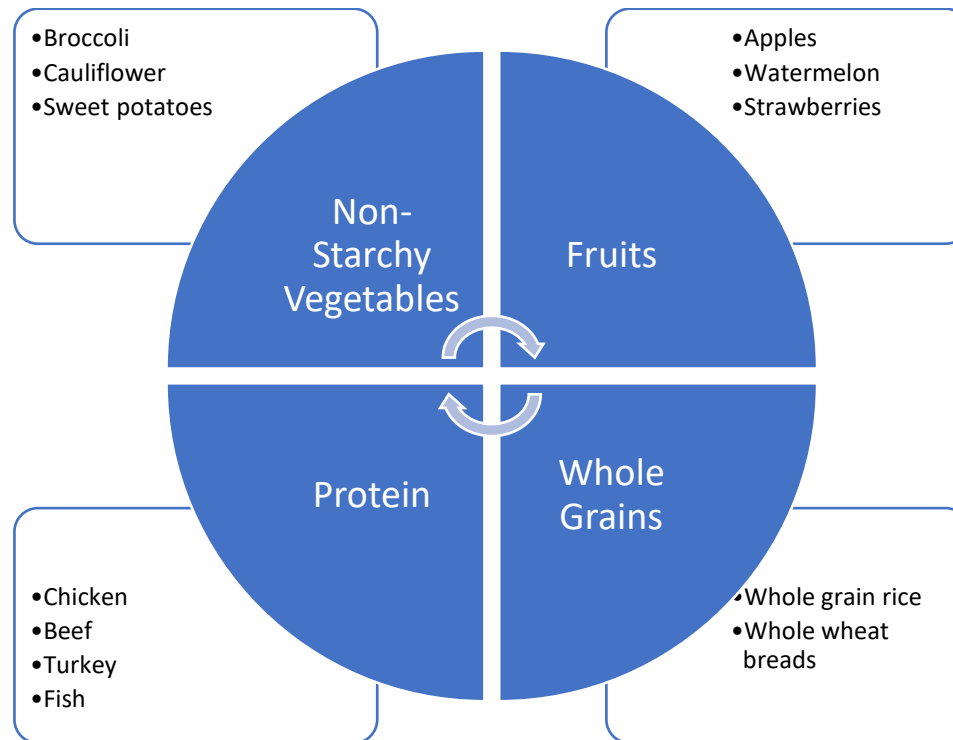 •Broccoli
•Cauliflower
•Sweet potatoes
•Apples
•Watermelon
•Strawberries
Non-
Starchy
Vegetables
Fruits
Protein
Whole
Grains
•Chicken
•Beef
•Turkey
•Fish
•Whole grain rice
•Whole wheat
breads